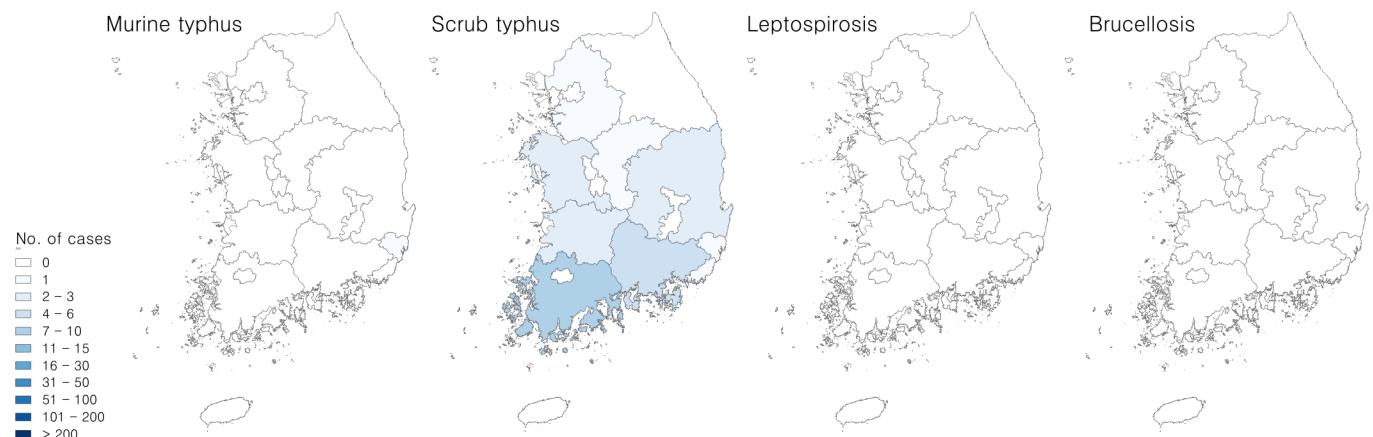 Murine typhus
Scrub typhus
Leptospirosis
Brucellosis
No. of cases
0
1
2 – 3
4 – 6
7 – 10
11 – 15
16 – 30
31 – 50
51 – 100
101 – 200
> 200